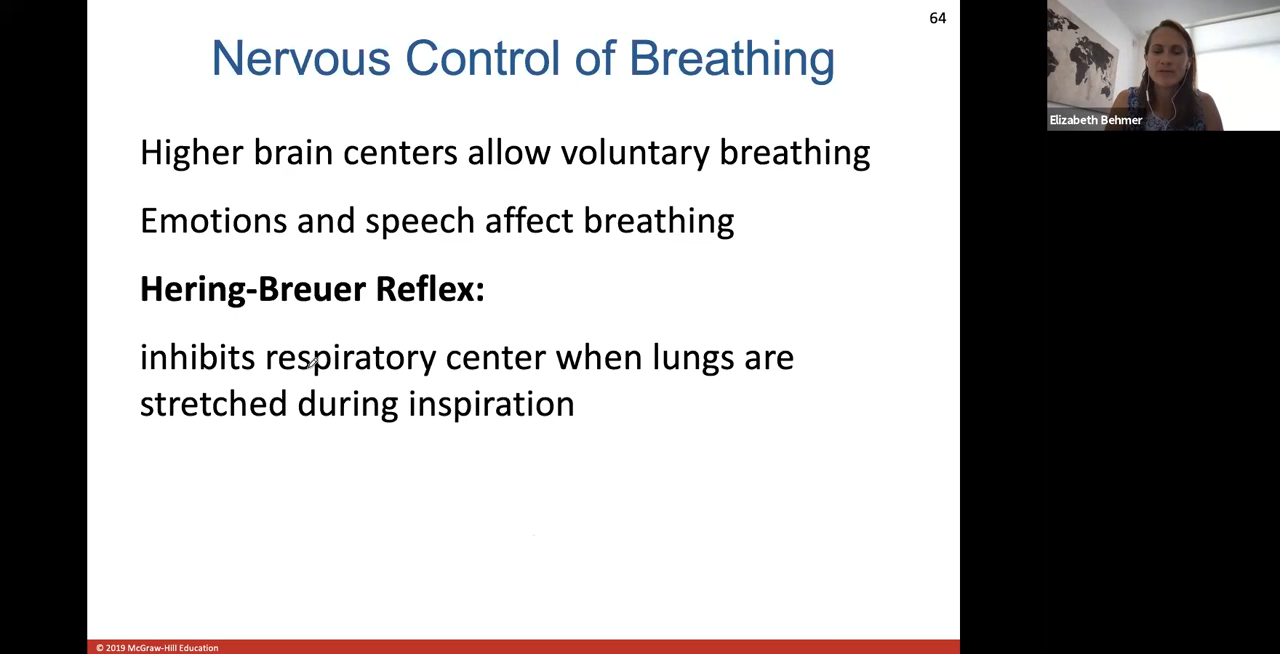 64
Nervous Control of Breathing
Higher brain centers allow voluntary breathing
Emotions and speech affect breathing
Hering-Breuer Reflex:
inhibits respiratory center when lungs are
stretched during inspiration
© 2019 McGraw-Hill Education
Elizabeth Behmer